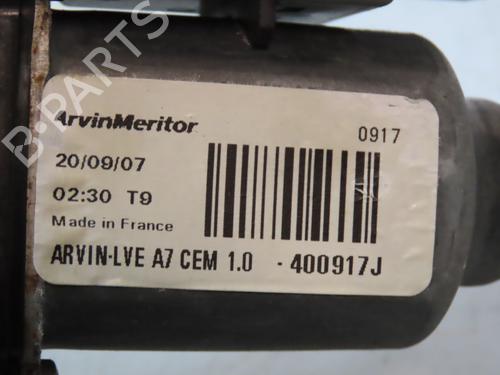 ArvinMeritor
0917
20/09/07
02:30 T9
Made in France
ARVIN-LVE A7 CEM 1.0 - 400917J
B-PARTS